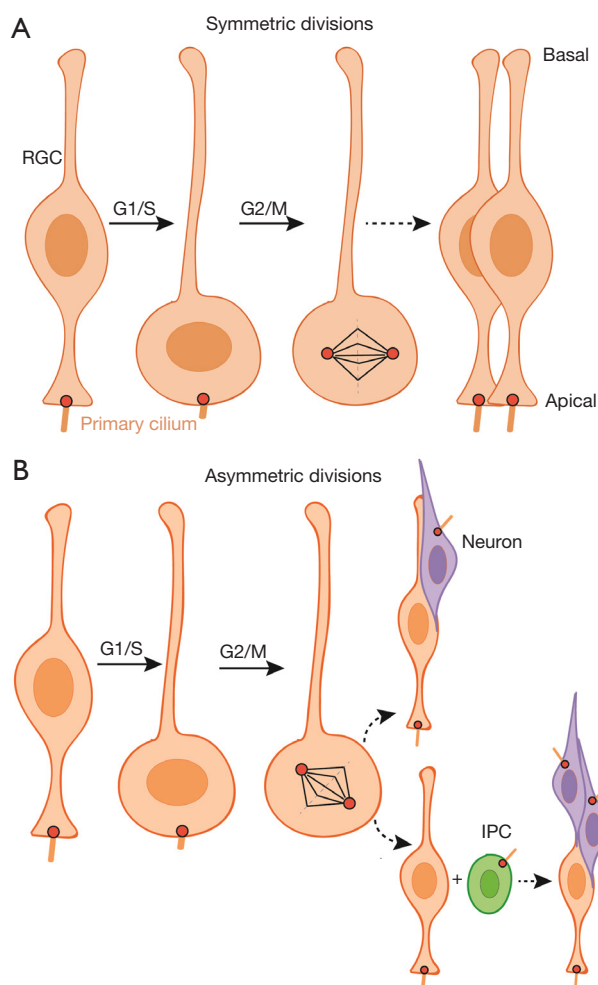 A
Symmetric divisions
Basal
RGC
G1/S
G2/M
Apical
Primary cilium
B
Asymmetric divisions
Neuron
G1/S
G2/M
IPC
+